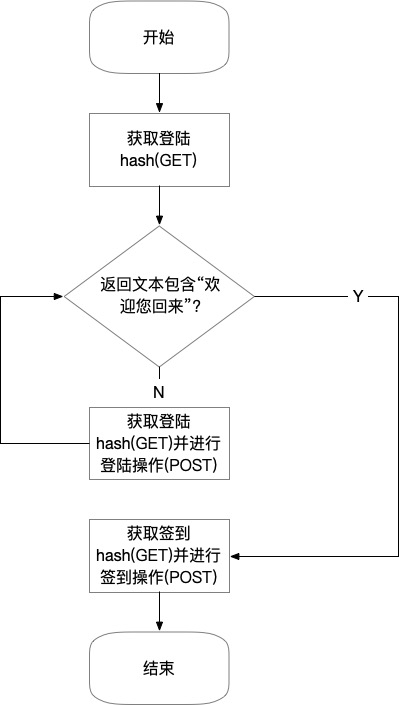 开始
获取登陆
hash(GET)
返回文本包含“欢
迎您回来”?
Y
N
获取登陆
hash(GET)并进行
登陆操作(POST)
获取签到
hash(GET)并进行
签到操作(POST)
结束